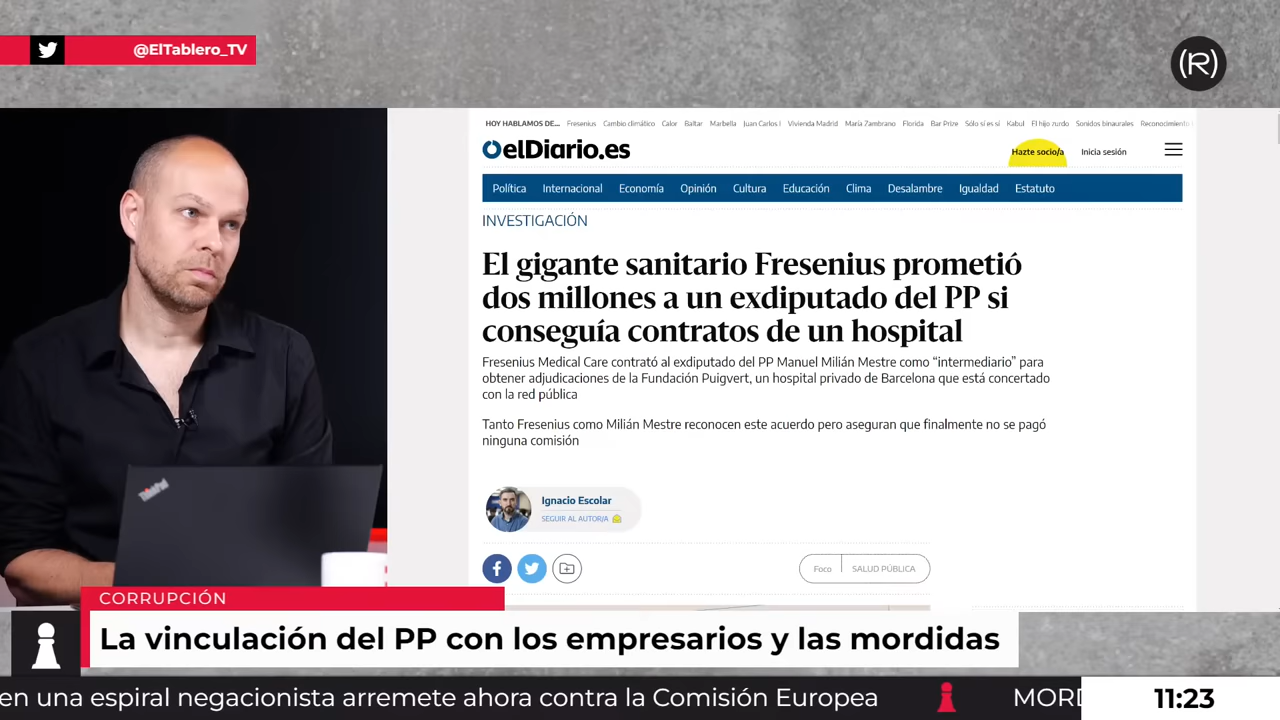 @ElTablero_TV
(R)
HOY HABLAMOS DE... Fresenius Cambio climático Calor Baltar Marbella Juan Carlos I Vivienda Madrid María Zambrano Florida Bar Prize Sólo sí es sí Kabul El hijo zurdo Sonidos binaurales Reconocimiento
elDiario.es
Hazte socio/a Inicia sesión
Política Internacional Economía Opinión Cultura Educación Clima Desalambre Igualdad Estatuto
INVESTIGACIÓN
El gigante sanitario Fresenius prometió
dos millones a un exdiputado del PP si
conseguía contratos de un hospital
Fresenius Medical Care contrató al exdiputado del PP Manuel Milián Mestre como “intermediario” para
obtener adjudicaciones de la Fundación Puigvert, un hospital privado de Barcelona que está concertado
con la red pública
Tanto Fresenius como Milián Mestre reconocen este acuerdo pero aseguran que finalmente no se pagó
ninguna comisión
Ignacio Escolar
SEGUIR AL AUTOR/A
Foco SALUD PÚBLICA
ThinkPad
CORRUPCIÓN
La vinculación del PP con los empresarios y las mordidas
en una espiral negacionista arremete ahora contra la Comisión Europea MORD
11:23